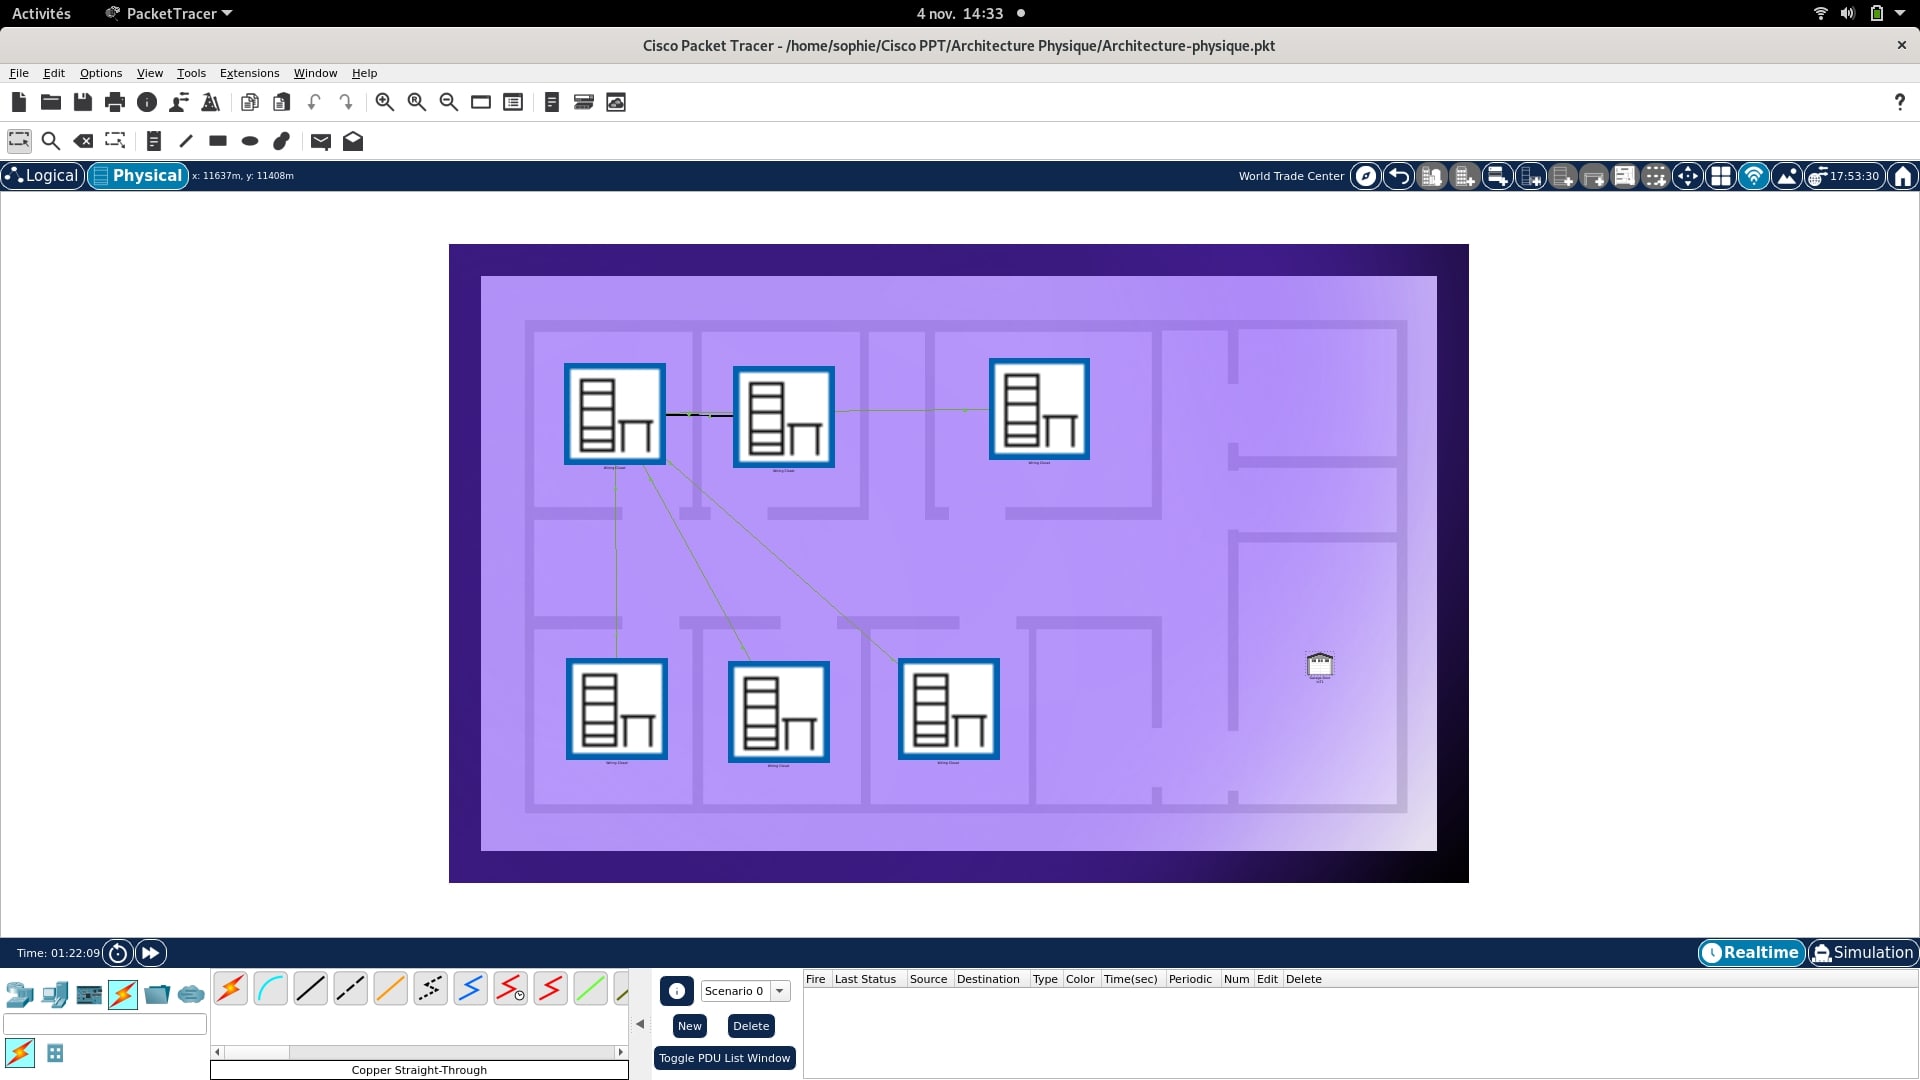 Activités
PacketTracer
4 nov. 14:33
Cisco Packet Tracer - /home/sophie/Cisco PPT/Architecture Physique/Architecture-physique.pkt
File Edit Options View Tools Extensions Window Help
?
Logical Physical x: 11637m, y: 11408m World Trade Center 17:53:30
Wiring Closet
Wiring Closet
Wiring Closet
Wiring Closet
Wiring Closet
Wiring Closet
Time: 01:22:09 Realtime Simulation
Scenario 0
New Delete
Toggle PDU List Window
Copper Straight-Through
Fire Last Status Source Destination Type Color Time(sec) Periodic Num Edit Delete